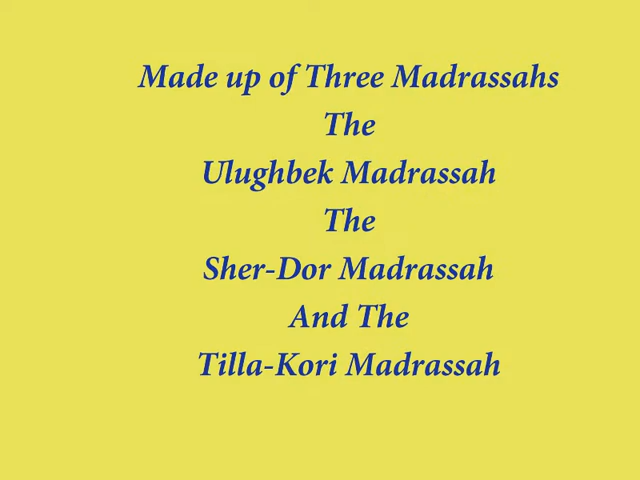 Made up of Three Madrassahs
The
Ulughbek Madrassah
The
Sher-Dor Madrassah
And The
Tilla-Kori Madrassah